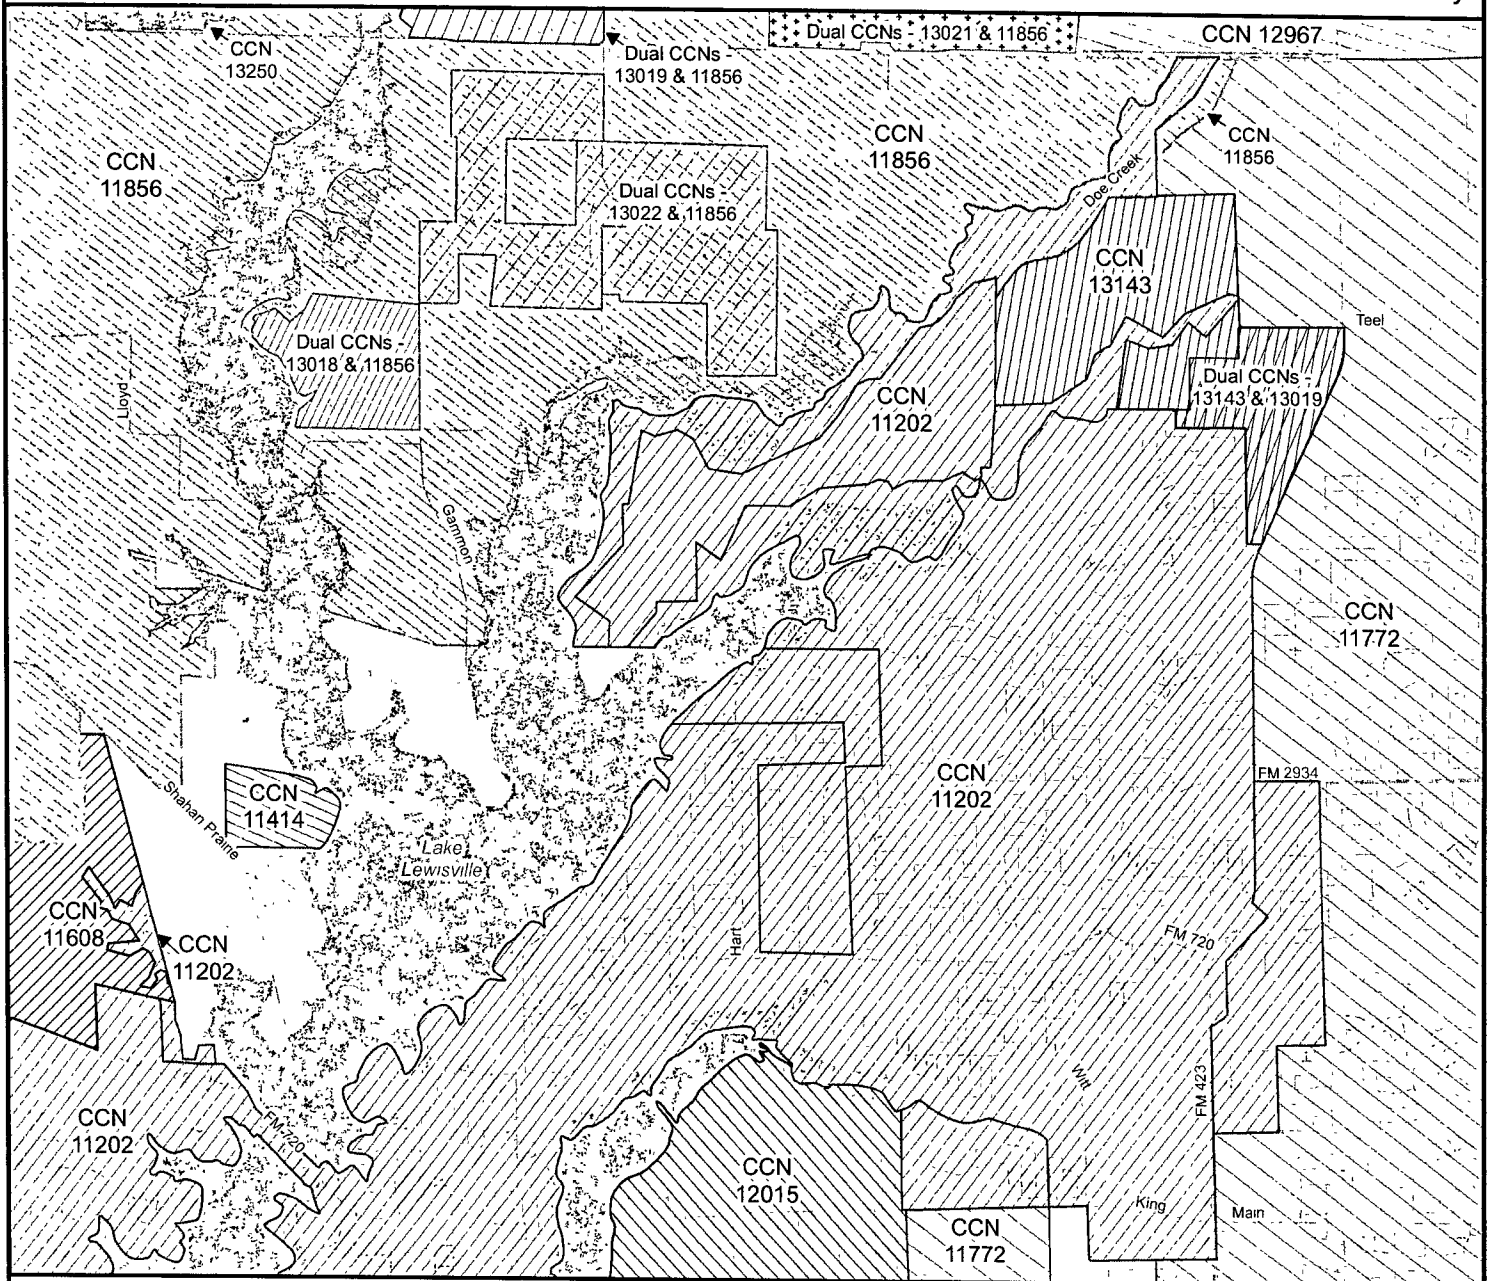 Dual CCNs - 13021 & 11856
CCN 12967
CCN
13250
Dual CCNs -
13019 & 11856
CCN
11856
CCN
11856
CCN
11856
Dual CCNs -
13022 & 11856
Doe Creek
CCN
13143
Teel
Dual CCNs -
13018 & 11856
Lloyd
CCN
11202
Dual CCNs -
13143 & 13019
Gammon
CCN
11772
FM 2934
CCN
11202
CCN
11414
Shahan Prairie
Lake
Lewisville
CCN
11608
CCN
11202
Hart
FM 720
Witt
FM 423
CCN
11202
FM 720
CCN
12015
King
Main
CCN
11772